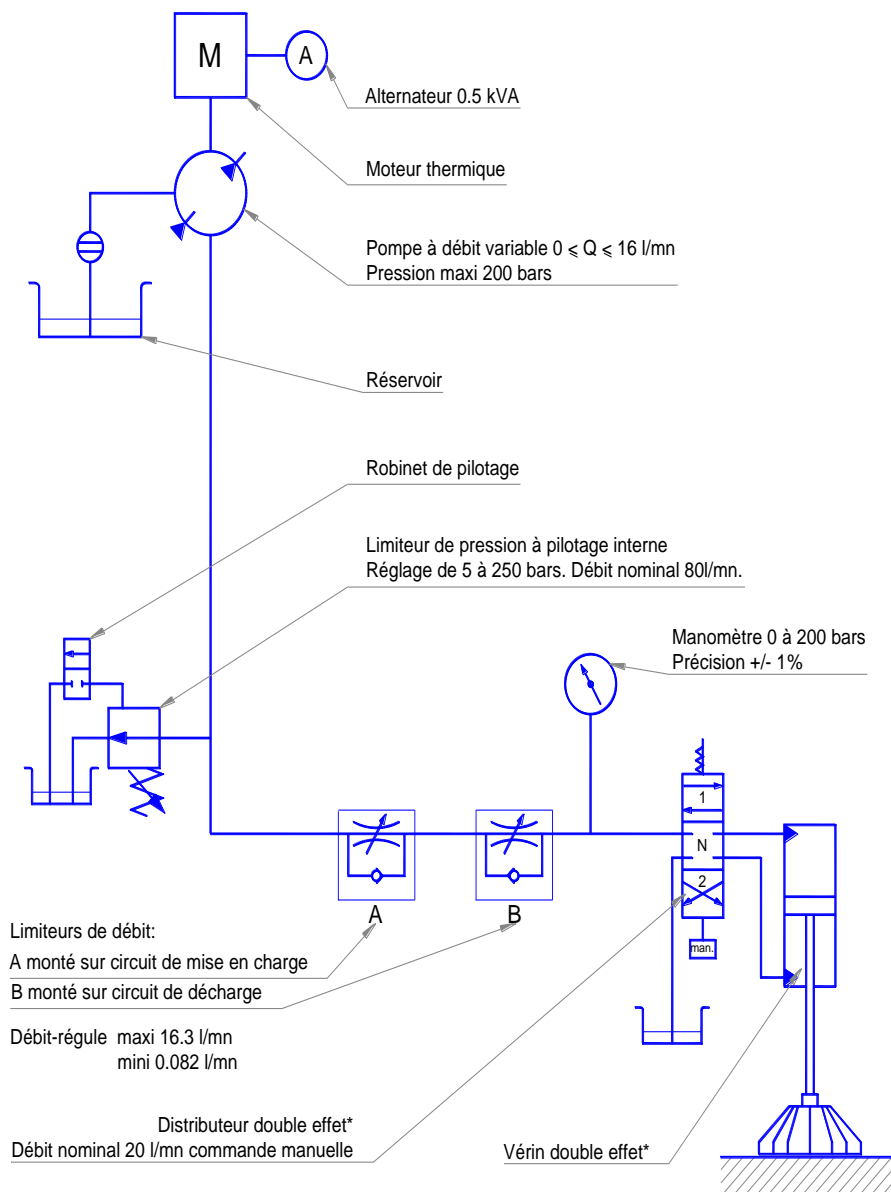 M
A
Alternateur 0.5 kVA
Moteur thermique
Pompe à débit variable 0 ⩽ Q ⩽ 16 l/mn
Pression maxi 200 bars
Réservoir
Robinet de pilotage
Limiteur de pression à pilotage interne
Réglage de 5 à 250 bars. Débit nominal 80l/mn.
Manomètre 0 à 200 bars
Précision +/- 1%
1
N
2
man.
A
B
Limiteurs de débit:
A monté sur circuit de mise en charge
B monté sur circuit de décharge
Débit-régule maxi 16.3 l/mn
mini 0.082 l/mn
Distributeur double effet*
Débit nominal 20 l/mn commande manuelle
Vérin double effet*